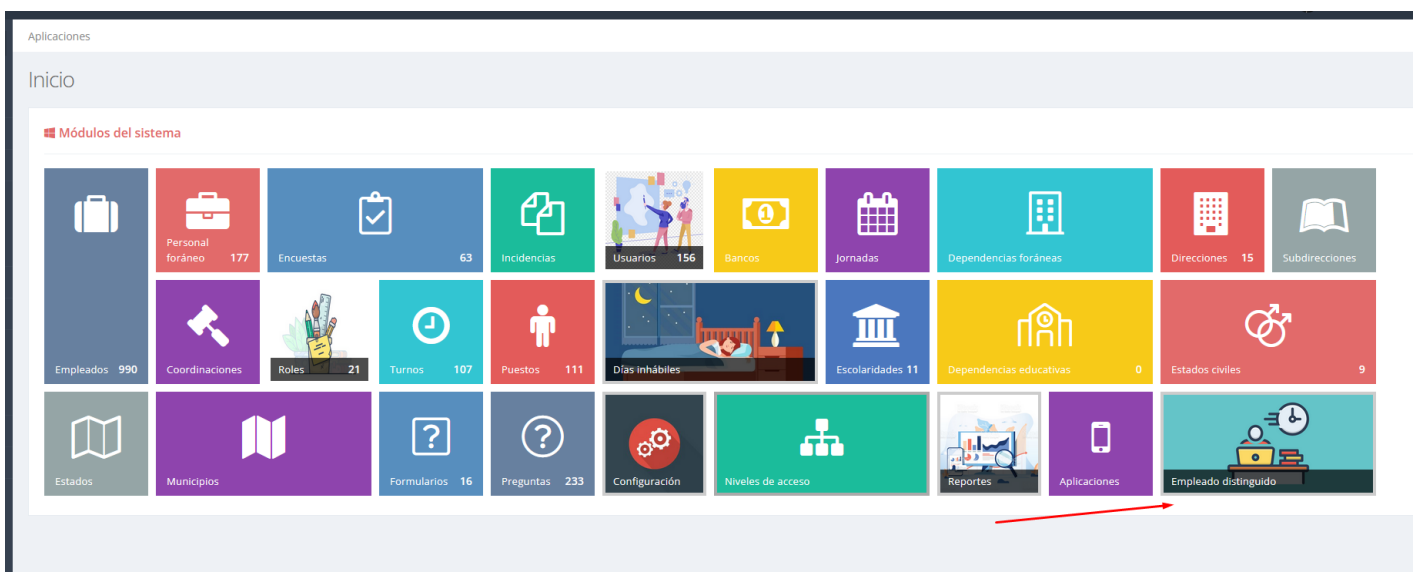 Aplicaciones
Inicio
Módulos del sistema
Personal
foráneo 177
Encuestas 63
Incidencias
Usuarios 156
Bancos
Jornadas
Dependencias foráneas
Direcciones 15
Subdirecciones
Empleados 990
Coordinaciones
Roles 21
Turnos 107
Puestos 111
Días inhábiles
Escolaridades 11
Dependencias educativas 0
Estados civiles 9
Estados
Municipios
Formularios 16
Preguntas 233
Configuración
Niveles de acceso
Reportes
Aplicaciones
Empleado distinguido